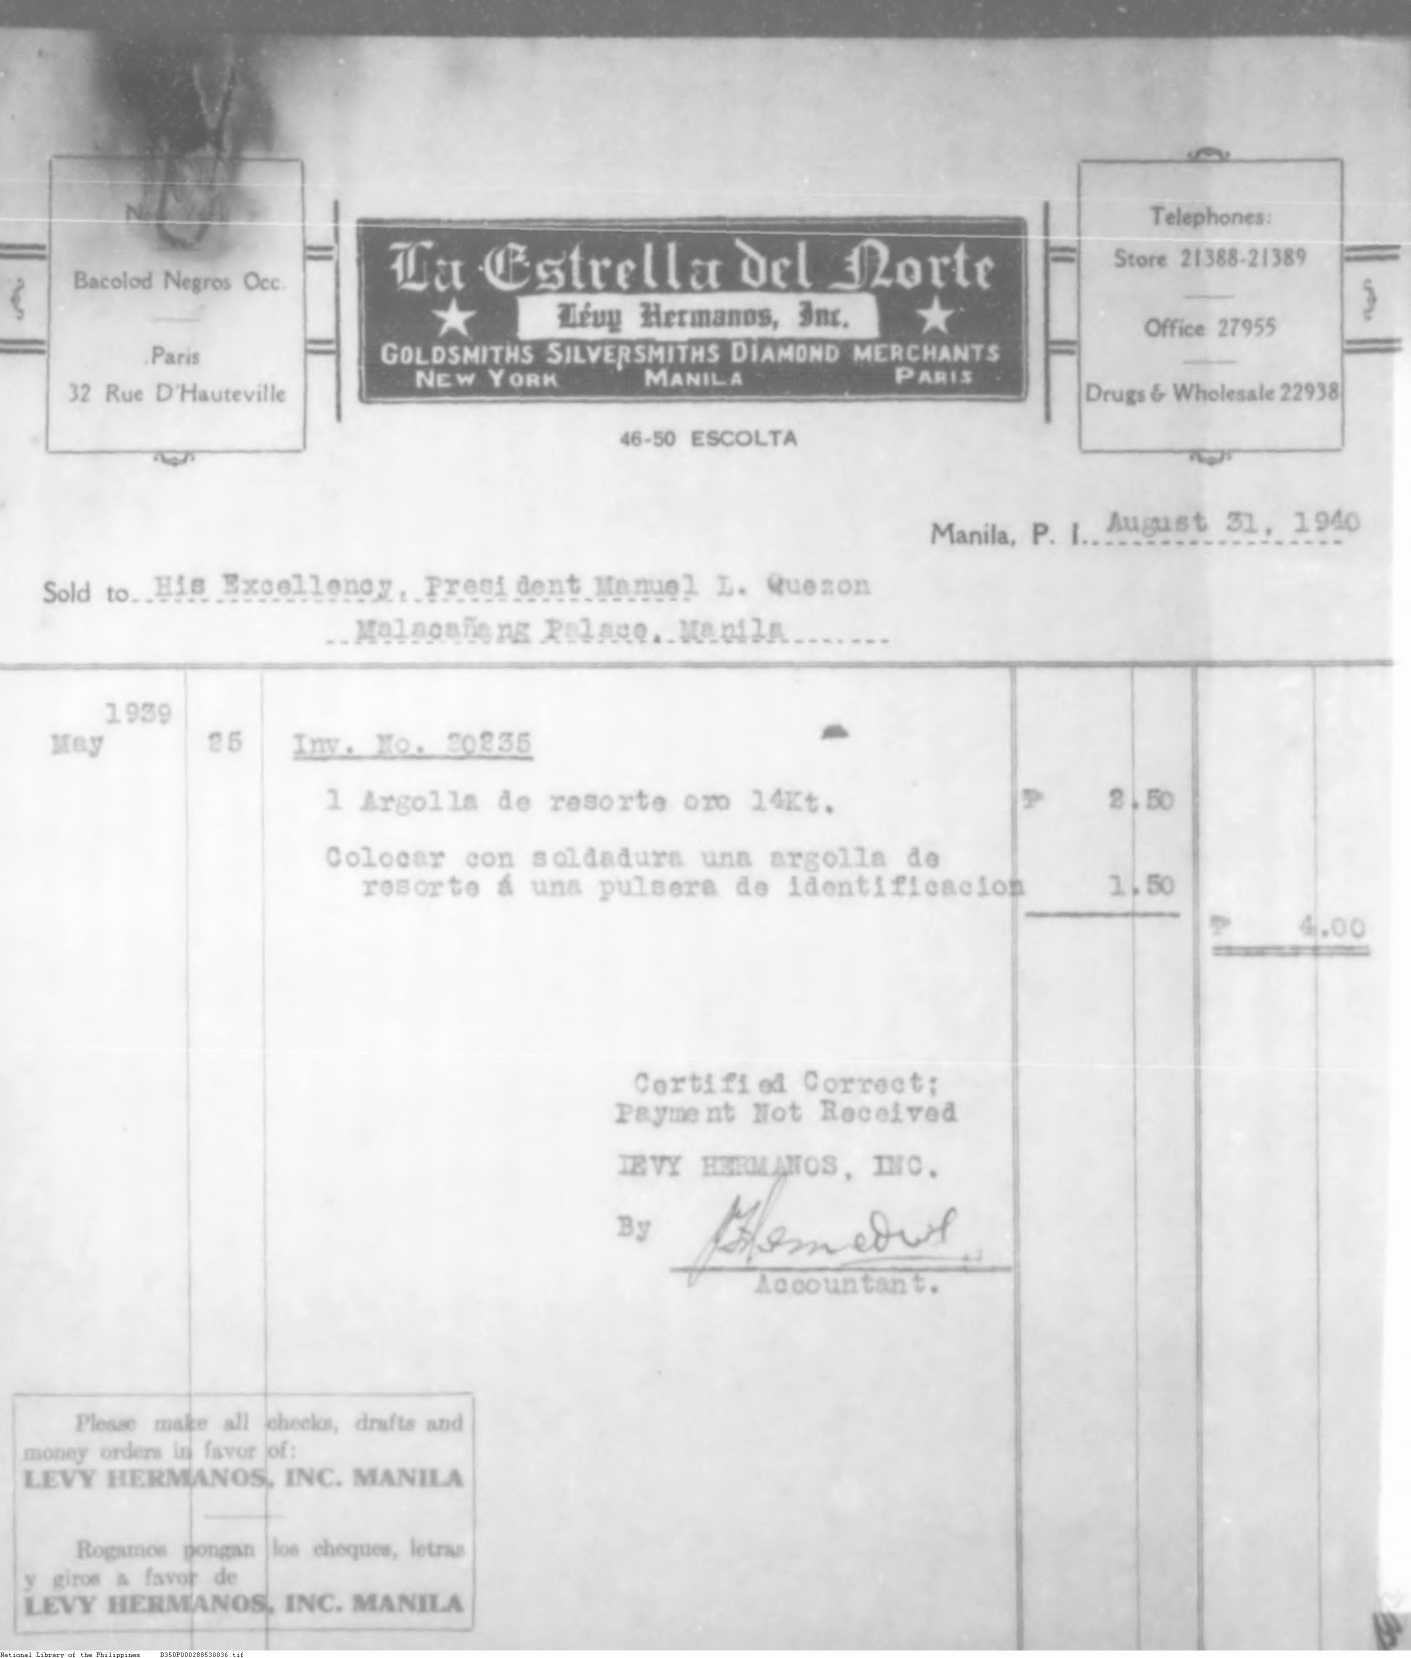 Bacolod Negros Occ.
Paris
32 Rue D'Hauteville
La Estrella del Norte
Lévy Hermanos, Inc.
GOLDSMITHS SILVERSMITHS DIAMOND MERCHANTS
NEW YORK MANILA PARIS
46-50 ESCOLTA
Telephones:
Store 21388-21389
Office 27955
Drugs & Wholesale 22938
Manila, P. I. August 31, 1940
Sold to His Excellency, President Manuel L. Quezon
Malacañang Palace, Manila
1939
May 25 Inv. No. 20235
1 Argolla de resorte oro 14Kt. ₱ 2.50
Colocar con soldadura una argolla de
resorte á una pulsera de identificacion 1.50
₱ 4.00
Certified Correct;
Payment Not Received
LEVY HERMANOS, INC.
By
Accountant.
Please make all checks, drafts and
money orders in favor of:
LEVY HERMANOS, INC. MANILA
Rogamos pongan los cheques, letras
y giros a favor de
LEVY HERMANOS, INC. MANILA
National Library of the Philippines